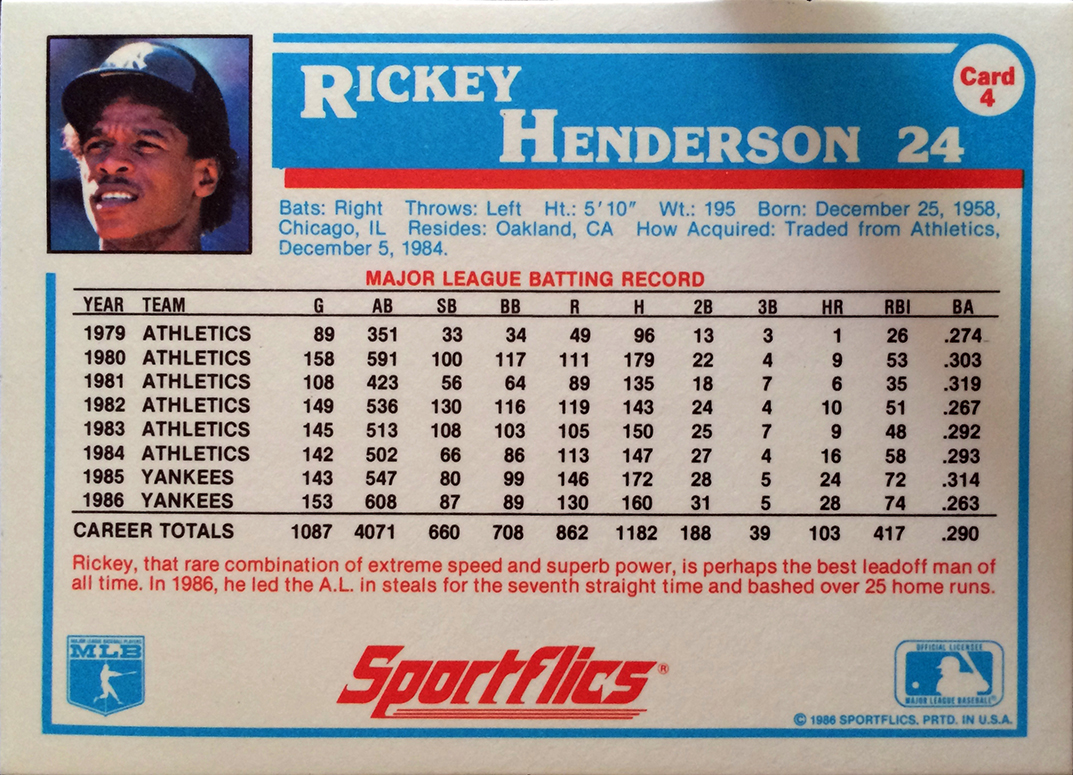 Card
4
RICKEY
HENDERSON 24
Bats: Right Throws: Left Ht.: 5'10" Wt.: 195 Born: December 25, 1958,
Chicago, IL Resides: Oakland, CA How Acquired: Traded from Athletics,
December 5, 1984.
MAJOR LEAGUE BATTING RECORD
YEAR TEAM G AB SB BB R H 2B 3B HR RBI BA
1979 ATHLETICS 89 351 33 34 49 96 13 3 1 26 .274
1980 ATHLETICS 158 591 100 117 111 179 22 4 9 53 .303
1981 ATHLETICS 108 423 56 64 89 135 18 7 6 35 .319
1982 ATHLETICS 149 536 130 116 119 143 24 4 10 51 .267
1983 ATHLETICS 145 513 108 103 105 150 25 7 9 48 .292
1984 ATHLETICS 142 502 66 86 113 147 27 4 16 58 .293
1985 YANKEES 143 547 80 99 146 172 28 5 24 72 .314
1986 YANKEES 153 608 87 89 130 160 31 5 28 74 .263
CAREER TOTALS 1087 4071 660 708 862 1182 188 39 103 417 .290
Rickey, that rare combination of extreme speed and superb power, is perhaps the best leadoff man of
all time. In 1986, he led the A.L. in steals for the seventh straight time and bashed over 25 home runs.
MAJOR LEAGUE BASEBALL PLAYERS
MLB
Sportflics®
OFFICIAL LICENSEE
MAJOR LEAGUE BASEBALL®
© 1986 SPORTFLICS, PRTD. IN U.S.A.